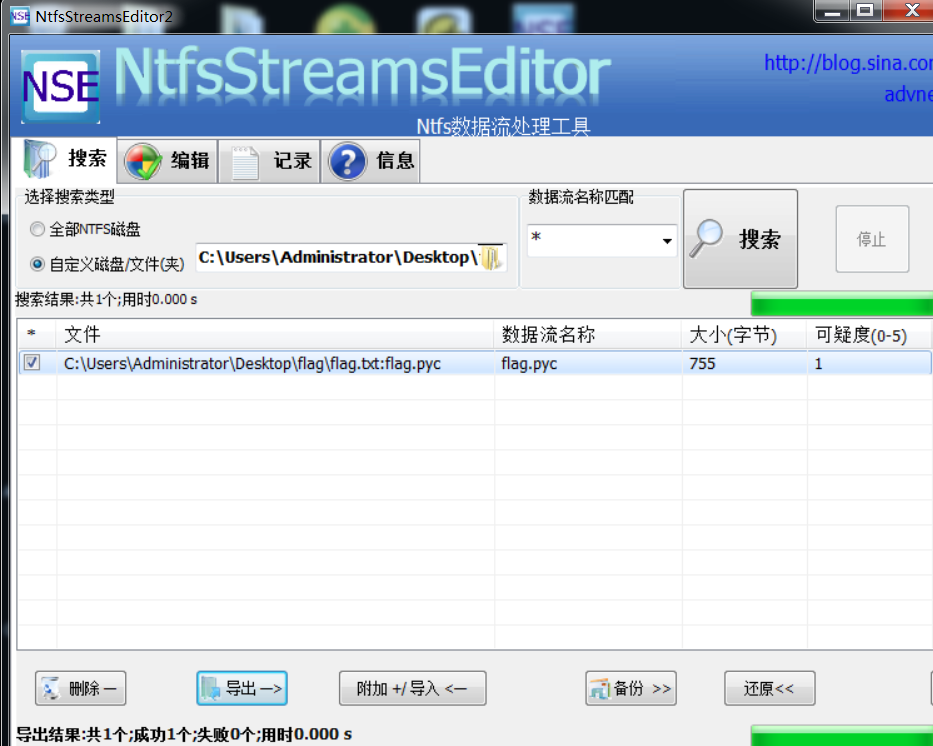 NSE NtfsStreamsEditor2
NSE NtfsStreamsEditor
http://blog.sina.co
advne
Ntfs数据流处理工具
搜索 编辑 记录 信息
选择搜索类型 数据流名称匹配
全部NTFS磁盘
自定义磁盘/文件(夹) C:\Users\Administrator\Desktop\ * 搜索 停止
搜索结果:共1个;用时0.000 s
* 文件 数据流名称 大小(字节) 可疑度(0-5)
C:\Users\Administrator\Desktop\flag\flag.txt:flag.pyc flag.pyc 755 1
删除 — 导出 —> 附加 +/ 导入 <— 备份 >> 还原<<
导出结果:共1个;成功1个;失败0个;用时0.000 s